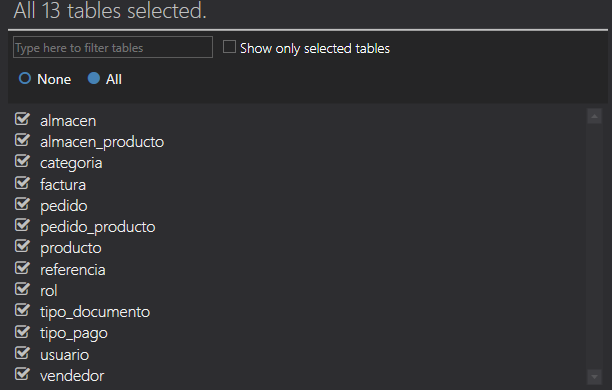 All 13 tables selected.
Type here to filter tables
Show only selected tables
None
All
almacen
almacen_producto
categoria
factura
pedido
pedido_producto
producto
referencia
rol
tipo_documento
tipo_pago
usuario
vendedor